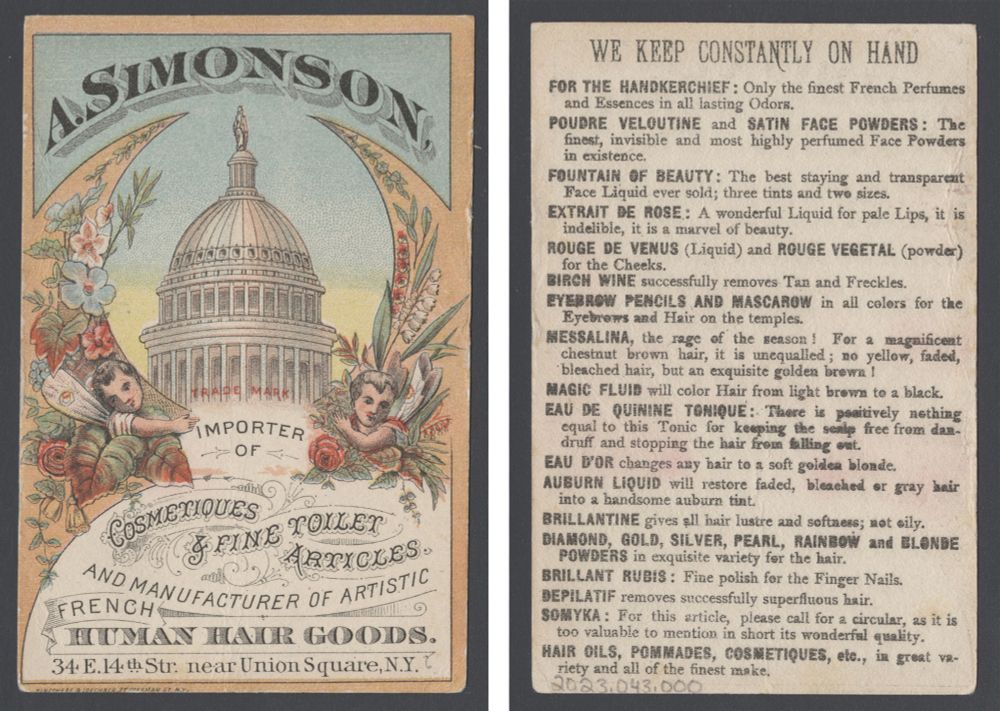 A. SIMONSON,
TRADE MARK
IMPORTER
OF
COSMETIQUES
& FINE TOILET
ARTICLES.
AND MANUFACTURER OF ARTISTIC
FRENCH
HUMAN HAIR GOODS.
34 E. 14th Str. near Union Square, N.Y.
WE KEEP CONSTANTLY ON HAND
FOR THE HANDKERCHIEF: Only the finest French Perfumes
and Essences in all lasting Odors.
POUDRE VELOUTINE and SATIN FACE POWDERS: The
finest, invisible and most highly perfumed Face Powders
in existence.
FOUNTAIN OF BEAUTY: The best staying and transparent
Face Liquid ever sold; three tints and two sizes.
EXTRAIT DE ROSE: A wonderful Liquid for pale Lips, it is
indelible, it is a marvel of beauty.
ROUGE DE VENUS (Liquid) and ROUGE VEGETAL (powder)
for the Cheeks.
BIRCH WINE successfully removes Tan and Freckles.
EYEBROW PENCILS AND MASCAROW in all colors for the
Eyebrows and Hair on the temples.
MESSALINA, the rage of the season! For a magnificent
chestnut brown hair, it is unequalled; no yellow, faded,
bleached hair, but an exquisite golden brown!
MAGIC FLUID will color Hair from light brown to a black.
EAU DE QUININE TONIQUE: There is positively nothing
equal to this Tonic for keeping the scalp free from dan-
druff and stopping the hair from falling out.
EAU D'OR changes any hair to a soft golden blonde.
AUBURN LIQUID will restore faded, bleached or gray hair
into a handsome auburn tint.
BRILLANTINE gives all hair lustre and softness; not oily.
DIAMOND, GOLD, SILVER, PEARL, RAINBOW and BLONDE
POWDERS in exquisite variety for the hair.
BRILLANT RUBIS: Fine polish for the Finger Nails.
DEPILATIF removes successfully superfluous hair.
SOMYKA: For this article, please call for a circular, as it is
too valuable to mention in short its wonderful quality.
HAIR OILS, POMMADES, COSMETIQUES, etc., in great va-
riety and all of the finest make.
2023.043.000